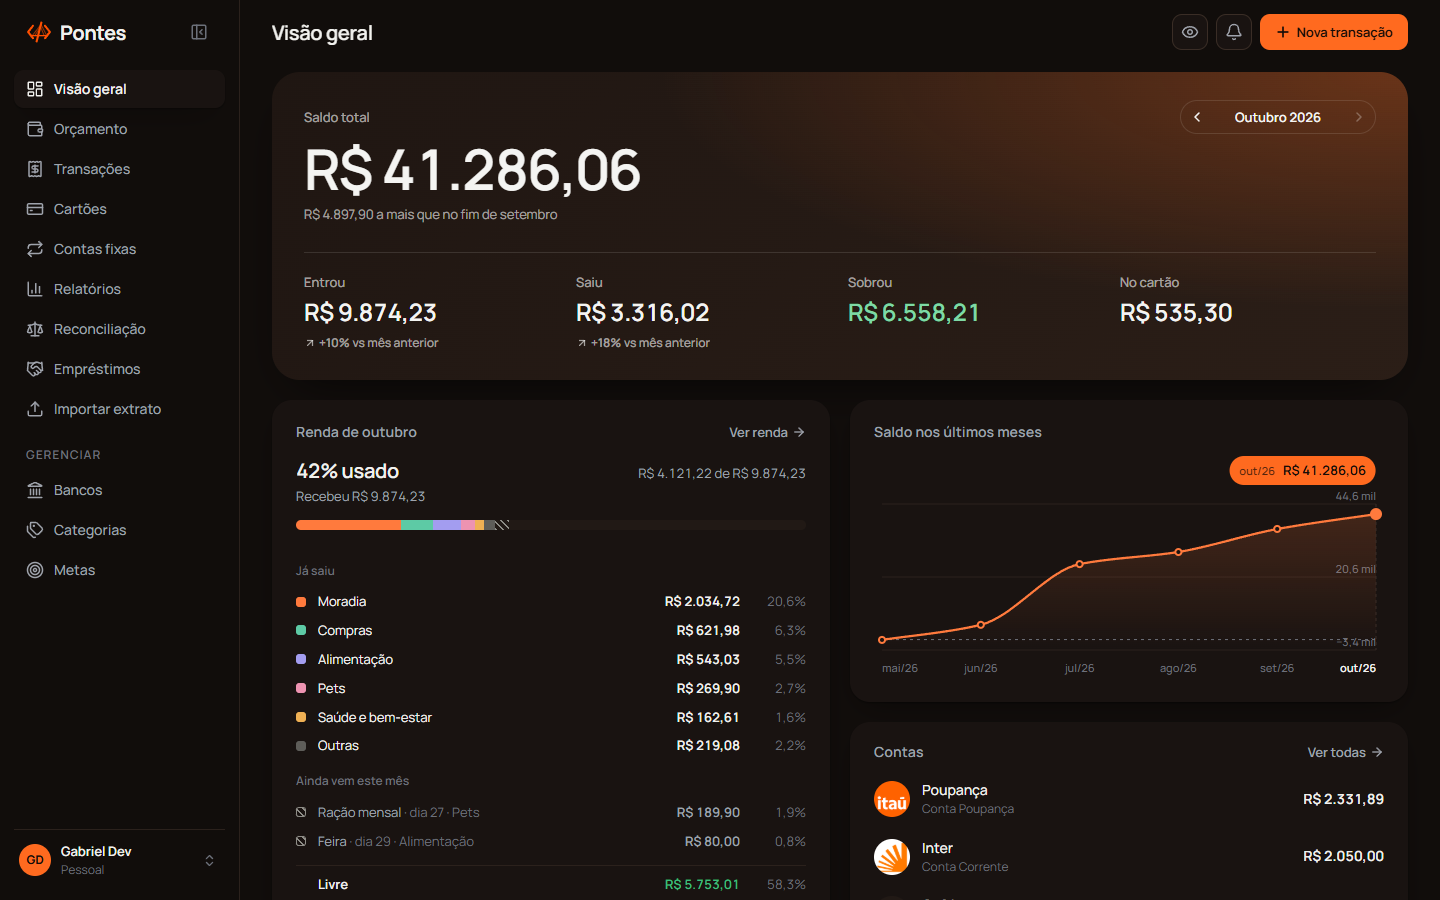 Pontes
Visão geral
Orçamento
Transações
Cartões
Contas fixas
Relatórios
Reconciliação
Empréstimos
Importar extrato
GERENCIAR
Bancos
Categorias
Metas
GD
Gabriel Dev
Pessoal
Visão geral
Nova transação
Saldo total
Outubro 2026
R$ 41.286,06
R$ 4.897,90 a mais que no fim de setembro
Entrou
R$ 9.874,23
+10% vs mês anterior
Saiu
R$ 3.316,02
+18% vs mês anterior
Sobrou
R$ 6.558,21
No cartão
R$ 535,30
Renda de outubro
Ver renda →
42% usado
R$ 4.121,22 de R$ 9.874,23
Recebeu R$ 9.874,23
Já saiu
Moradia R$ 2.034,72 20,6%
Compras R$ 621,98 6,3%
Alimentação R$ 543,03 5,5%
Pets R$ 269,90 2,7%
Saúde e bem-estar R$ 162,61 1,6%
Outras R$ 219,08 2,2%
Ainda vem este mês
Ração mensal · dia 27 · Pets R$ 189,90 1,9%
Feira · dia 29 · Alimentação R$ 80,00 0,8%
Livre R$ 5.753,01 58,3%
Saldo nos últimos meses
out/26 R$ 41.286,06
44,6 mil
20,6 mil
-3,4 mil
mai/26 jun/26 jul/26 ago/26 set/26 out/26
Contas
Ver todas →
itaú
Poupança
Conta Poupança
R$ 2.331,89
Inter
Conta Corrente
R$ 2.050,00